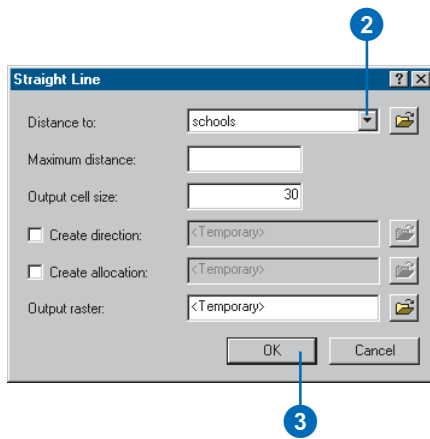 2
Straight Line
Distance to: schools
Maximum distance:
Output cell size: 30
Create direction: <Temporary>
Create allocation: <Temporary>
Output raster: <Temporary>
OK Cancel
3